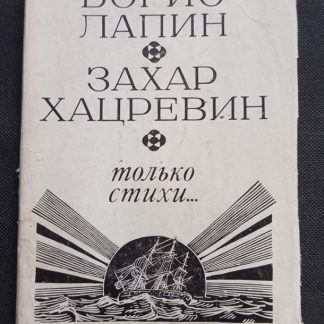 БОРИС
ЛАПИН
ЗАХАР
ХАЦРЕВИН
только
стихи...